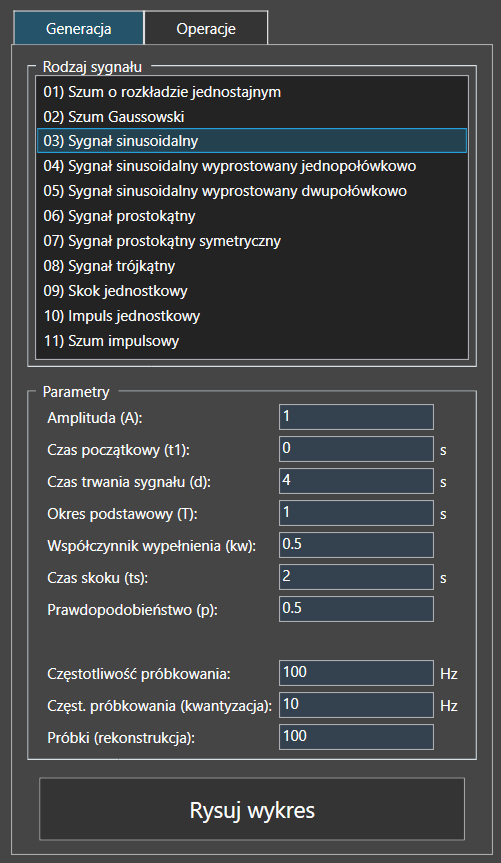 Generacja Operacje
Rodzaj sygnału
01) Szum o rozkładzie jednostajnym
02) Szum Gaussowski
03) Sygnał sinusoidalny
04) Sygnał sinusoidalny wyprostowany jednopołówkowo
05) Sygnał sinusoidalny wyprostowany dwupołówkowo
06) Sygnał prostokątny
07) Sygnał prostokątny symetryczny
08) Sygnał trójkątny
09) Skok jednostkowy
10) Impuls jednostkowy
11) Szum impulsowy
Parametry
Amplituda (A): 1
Czas początkowy (t1): 0 s
Czas trwania sygnału (d): 4 s
Okres podstawowy (T): 1 s
Współczynnik wypełnienia (kw): 0.5
Czas skoku (ts): 2 s
Prawdopodobieństwo (p): 0.5
Częstotliwość próbkowania: 100 Hz
Częst. próbkowania (kwantyzacja): 10 Hz
Próbki (rekonstrukcja): 100
Rysuj wykres